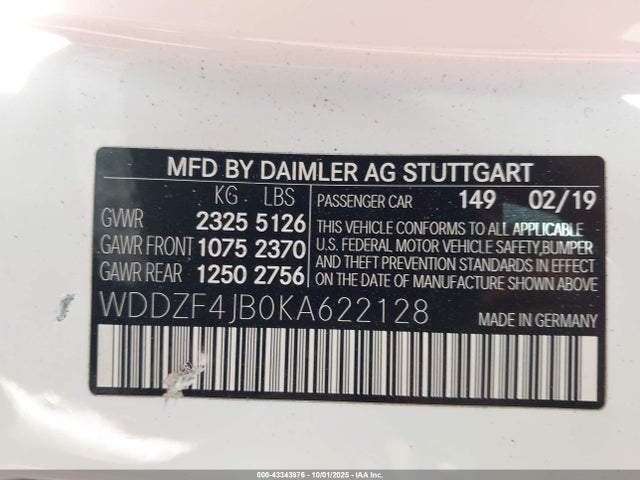 MFD BY DAIMLER AG STUTTGART
KG LBS
GVWR 2325 5126
GAWR FRONT 1075 2370
GAWR REAR 1250 2756
PASSENGER CAR 149 02/19
THIS VEHICLE CONFORMS TO ALL APPLICABLE
U.S. FEDERAL MOTOR VEHICLE SAFETY,BUMPER
AND THEFT PREVENTION STANDARDS IN EFFECT
ON THE DATE OF MANUFACTURE SHOWN ABOVE
WDDZF4JB0KA622128 MADE IN GERMANY
000-43343976 | 10/01/2025 | IAA Inc.